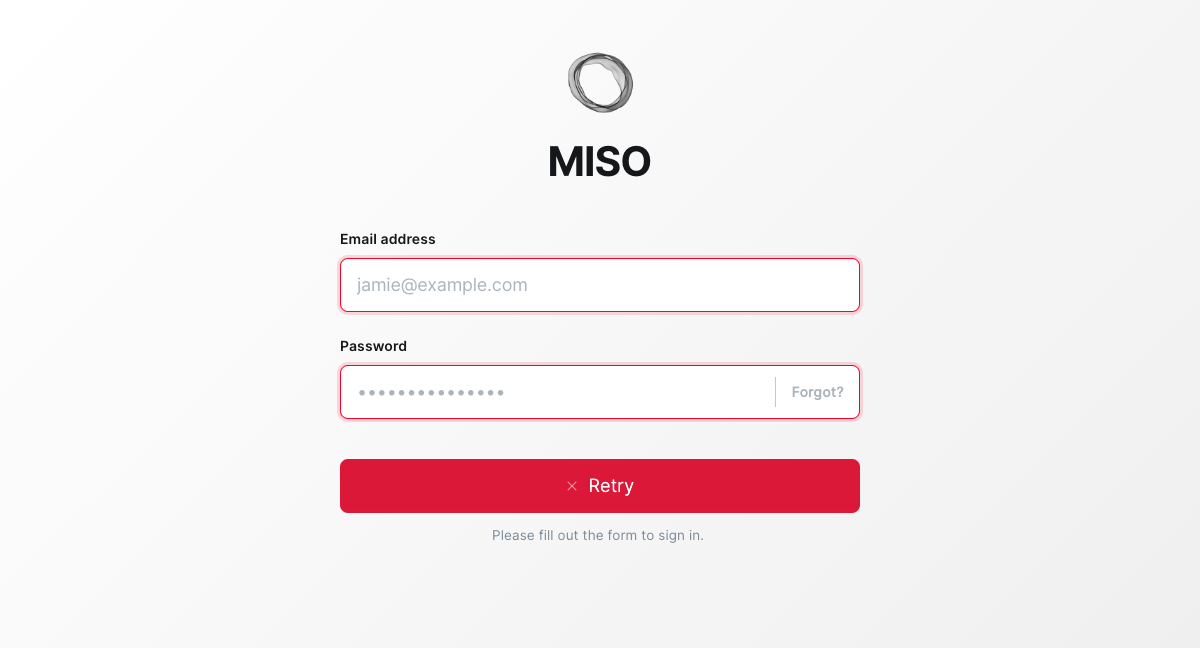 MISO
Email address
jamie@example.com
Password
••••••••••••••• Forgot?
× Retry
Please fill out the form to sign in.